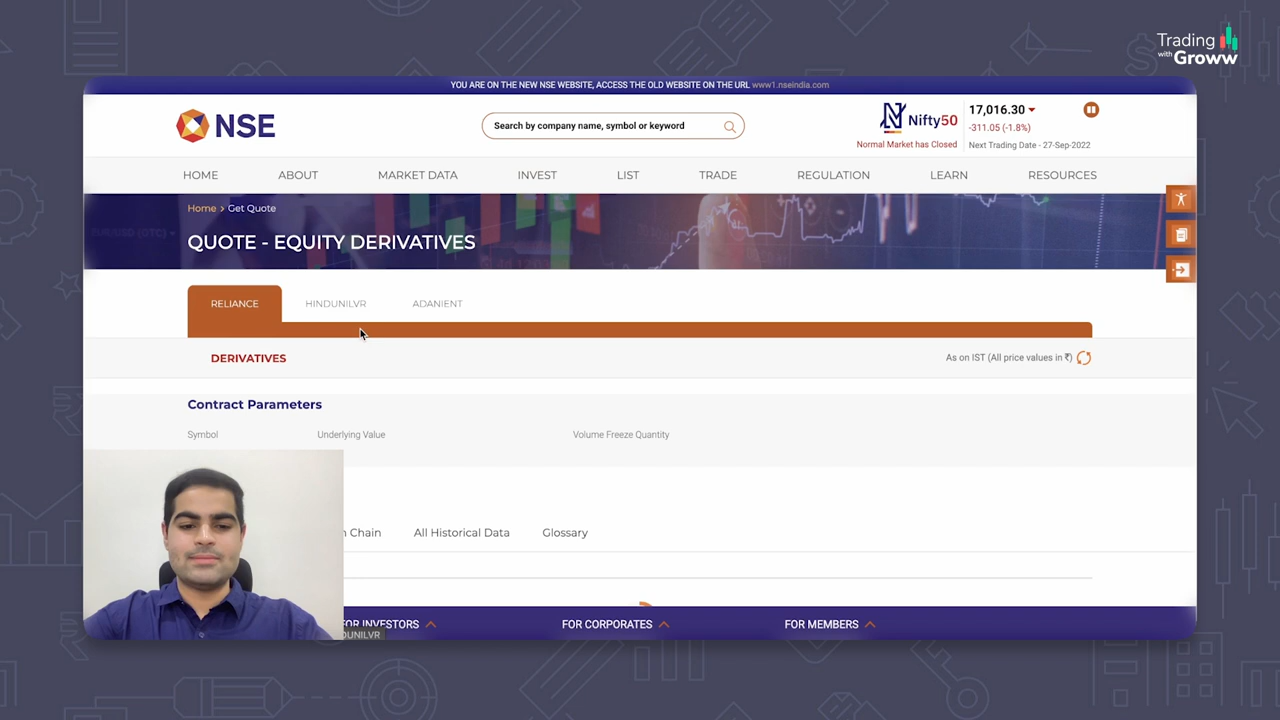 Trading
with Groww
YOU ARE ON THE NEW NSE WEBSITE, ACCESS THE OLD WEBSITE ON THE URL www1.nseindia.com
NSE
Search by company name, symbol or keyword
Nifty50
17,016.30
-311.05 (-1.8%)
Normal Market has Closed
Next Trading Date - 27-Sep-2022
HOME ABOUT MARKET DATA INVEST LIST TRADE REGULATION LEARN RESOURCES
Home > Get Quote
QUOTE - EQUITY DERIVATIVES
RELIANCE HINDUNILVR ADANIENT
DERIVATIVES
As on IST (All price values in ₹)
Contract Parameters
Symbol Underlying Value Volume Freeze Quantity
n Chain All Historical Data Glossary
FOR INVESTORS FOR CORPORATES FOR MEMBERS
DUNILVR